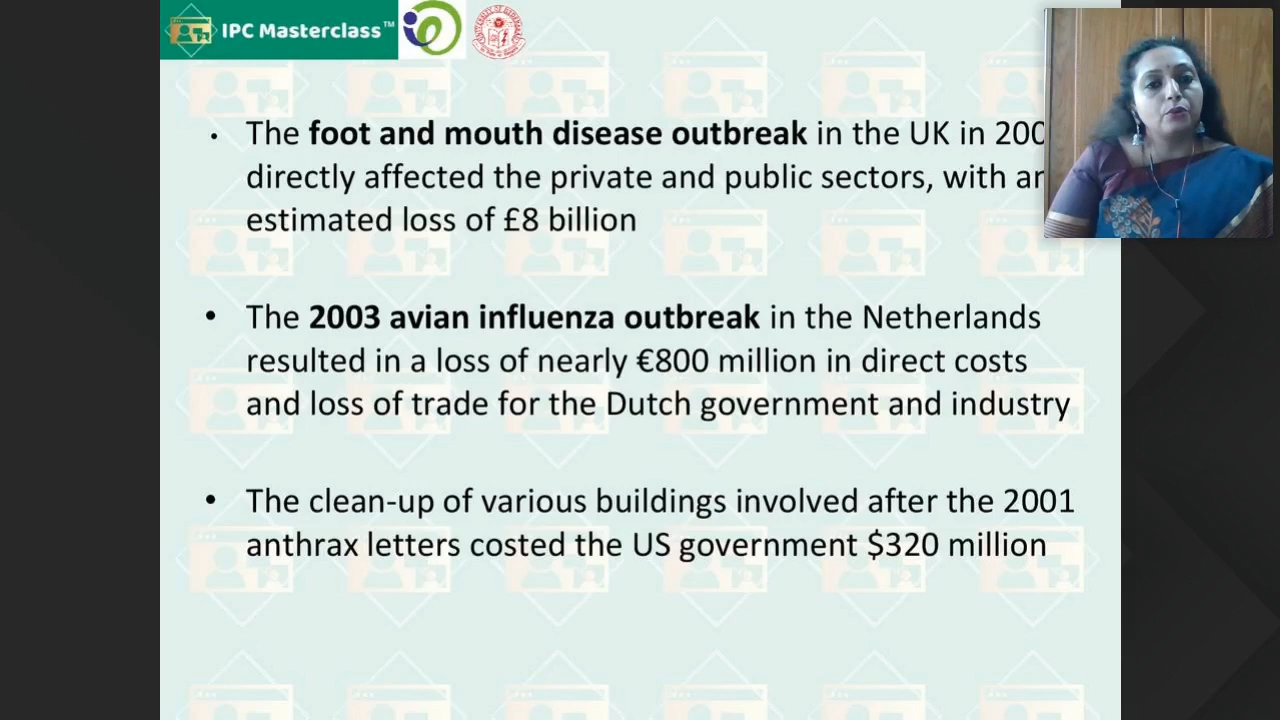 IPC Masterclass™
• The foot and mouth disease outbreak in the UK in 200
directly affected the private and public sectors, with
estimated loss of £8 billion
• The 2003 avian influenza outbreak in the Netherlands
resulted in a loss of nearly €800 million in direct costs
and loss of trade for the Dutch government and industry
• The clean-up of various buildings involved after the 2001
anthrax letters costed the US government $320 million